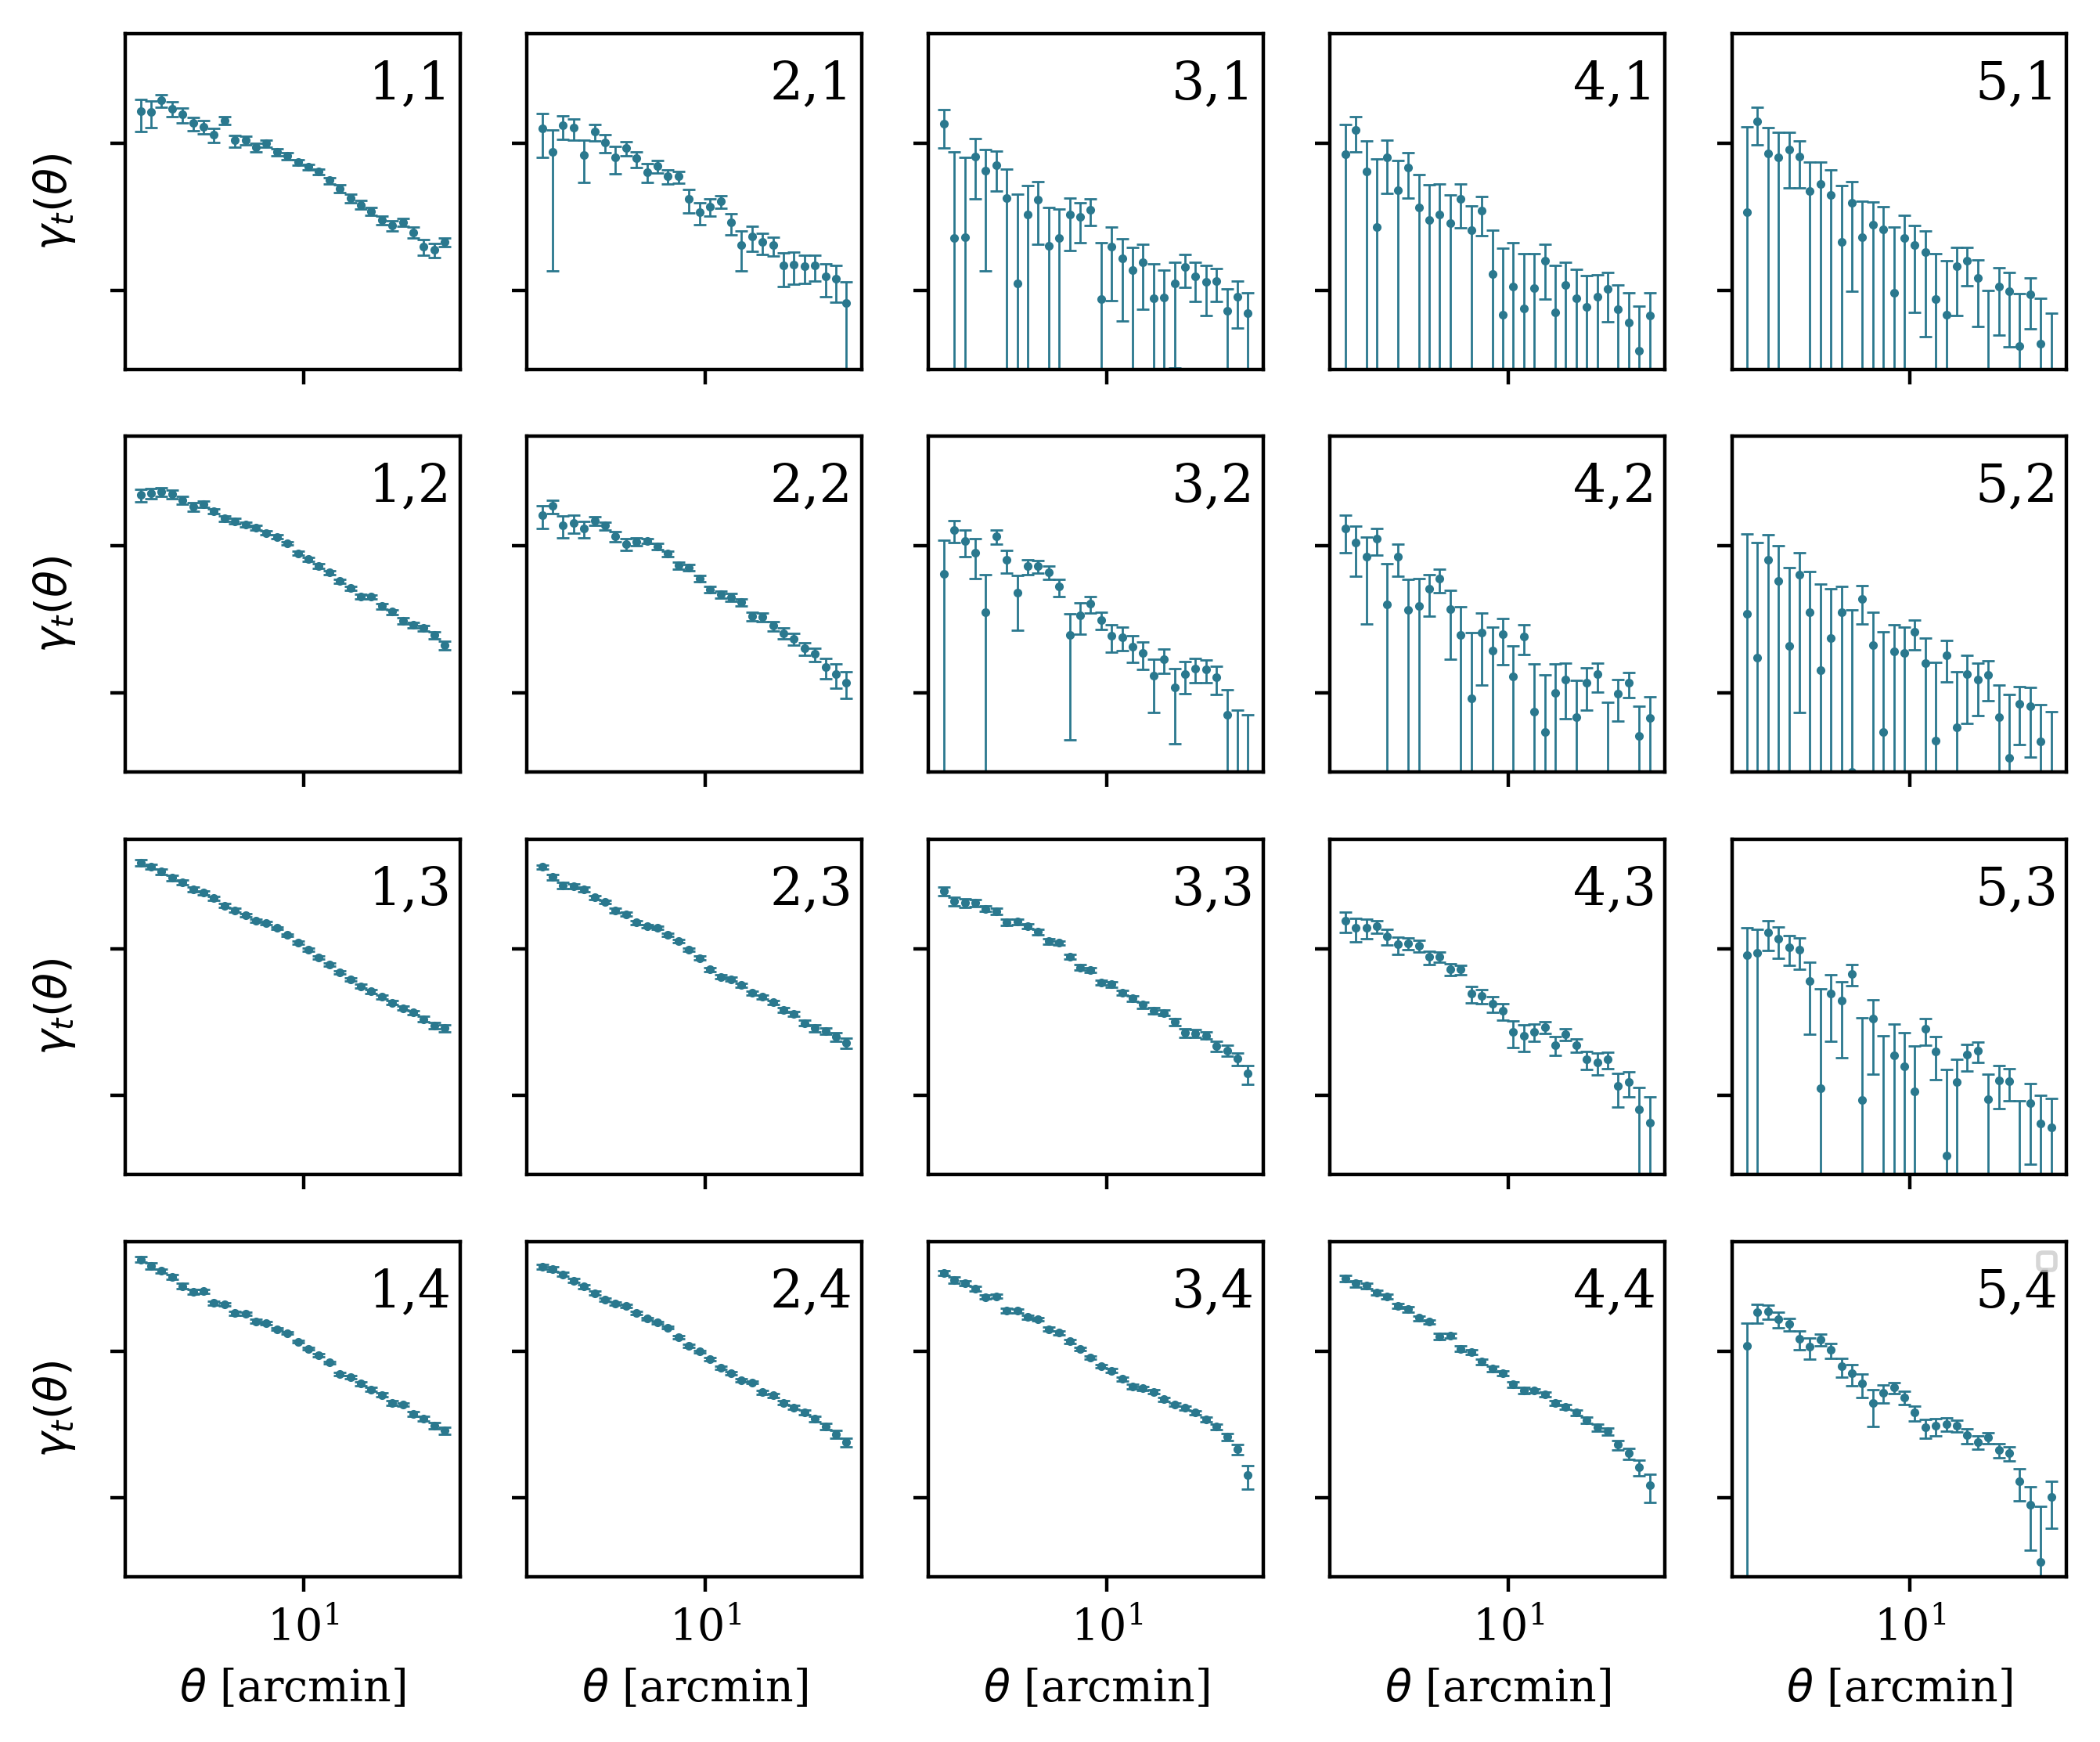 γt(θ) 1,1 2,1 3,1 4,1 5,1
γt(θ) 1,2 2,2 3,2 4,2 5,2
γt(θ) 1,3 2,3 3,3 4,3 5,3
γt(θ) 1,4 2,4 3,4 4,4 5,4
10¹ 10¹ 10¹ 10¹ 10¹
θ [arcmin] θ [arcmin] θ [arcmin] θ [arcmin] θ [arcmin]